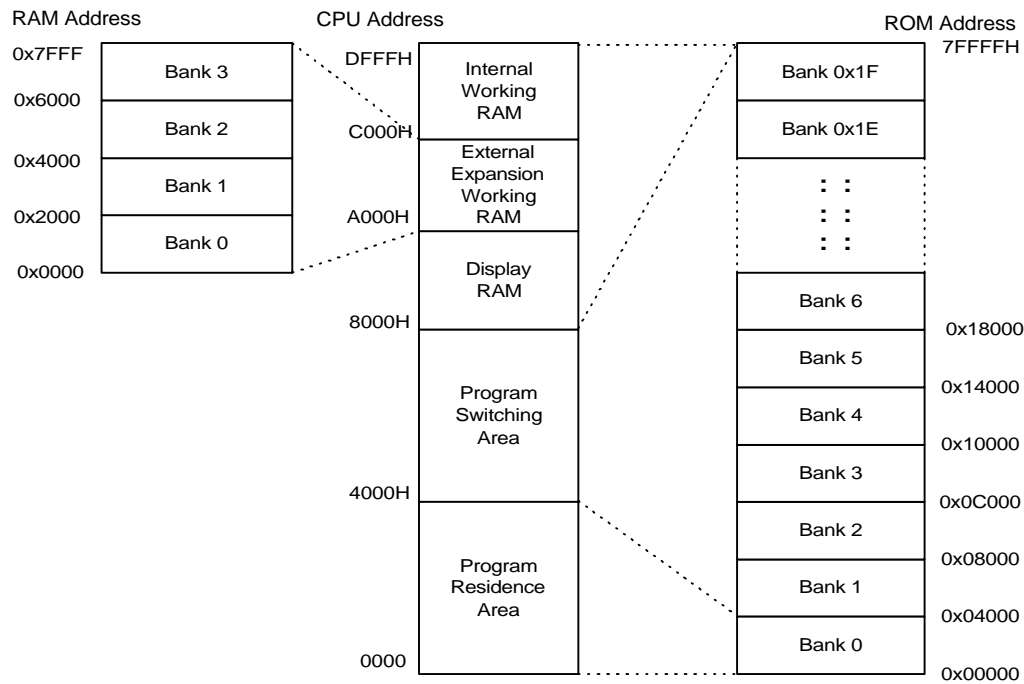 RAM Address
0x7FFF
Bank 3
0x6000
Bank 2
0x4000
Bank 1
0x2000
Bank 0
0x0000
CPU Address
DFFFH
Internal
Working
RAM
C000H
External
Expansion
Working
RAM
A000H
Display
RAM
8000H
Program
Switching
Area
4000H
Program
Residence
Area
0000
ROM Address
7FFFFH
Bank 0x1F
Bank 0x1E
: :
: :
: :
Bank 6
0x18000
Bank 5
0x14000
Bank 4
0x10000
Bank 3
0x0C000
Bank 2
0x08000
Bank 1
0x04000
Bank 0
0x00000